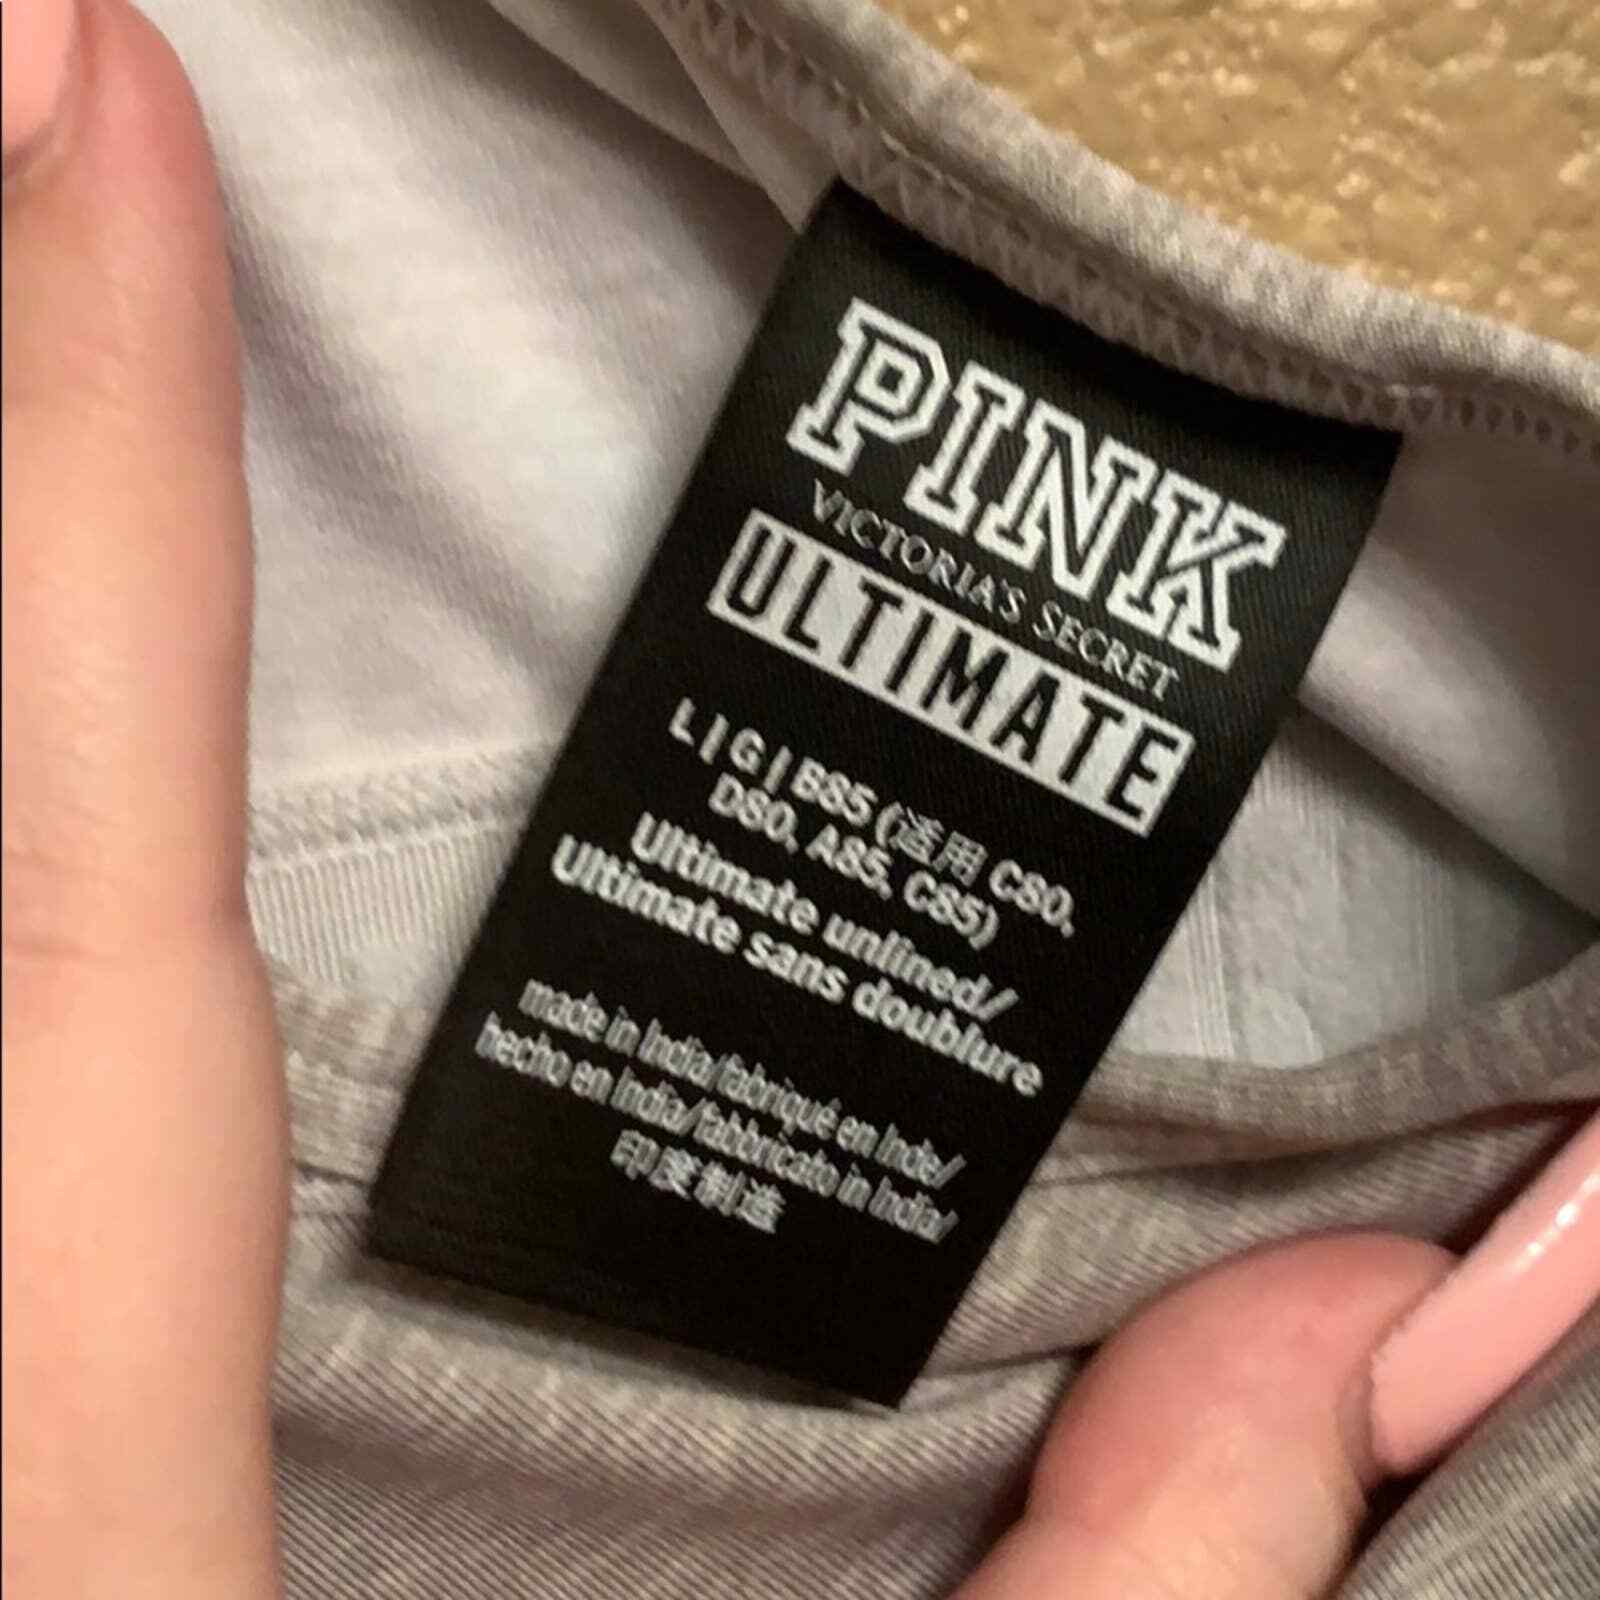 PINK
VICTORIA'S SECRET
ULTIMATE
L | G | B85 (适用 C80,
D80, A85, C85)
Ultimate unlined/
Ultimate sans doublure
made in India/fabriqué en Inde/
hecho en India/fabbricato in India/
印度制造